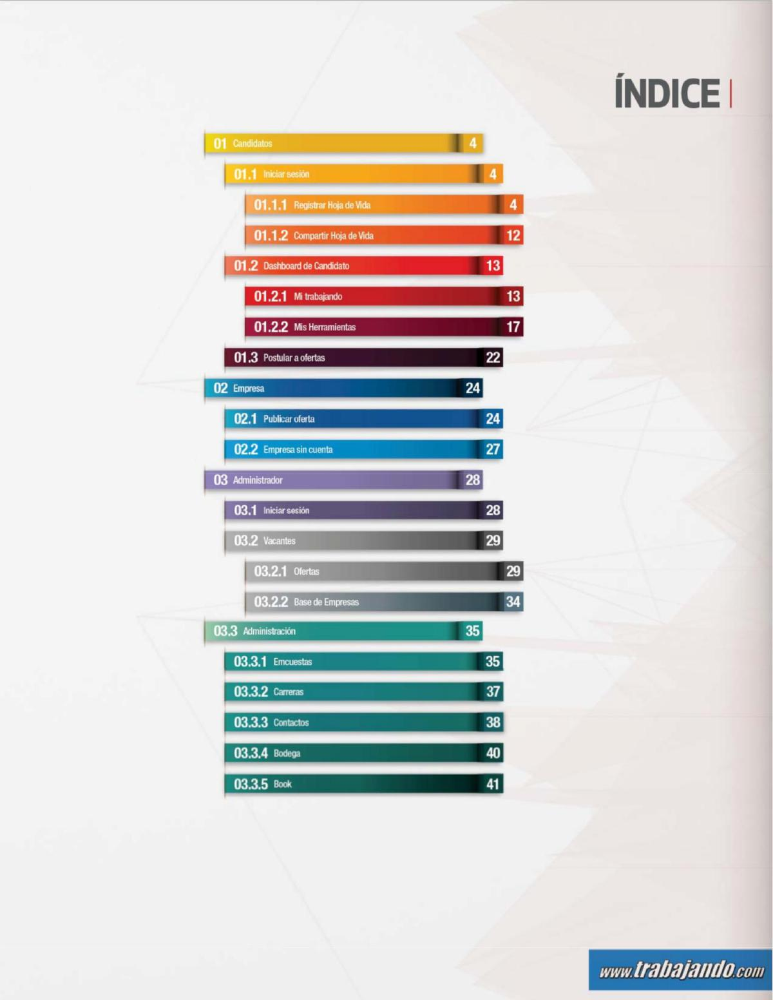 ÍNDICE
01 Candidatos 4
01.1 Iniciar sesión 4
01.1.1 Registrar Hoja de Vida 4
01.1.2 Compartir Hoja de Vida 12
01.2 Dashboard de Candidato 13
01.2.1 Mi trabajando 13
01.2.2 Mis Herramientas 17
01.3 Postular a ofertas 22
02 Empresa 24
02.1 Publicar oferta 24
02.2 Empresa sin cuenta 27
03 Administrador 28
03.1 Iniciar sesión 28
03.2 Vacantes 29
03.2.1 Ofertas 29
03.2.2 Base de Empresas 34
03.3 Administración 35
03.3.1 Emcuestas 35
03.3.2 Carreras 37
03.3.3 Contactos 38
03.3.4 Bodega 40
03.3.5 Book 41
www.trabajando.com